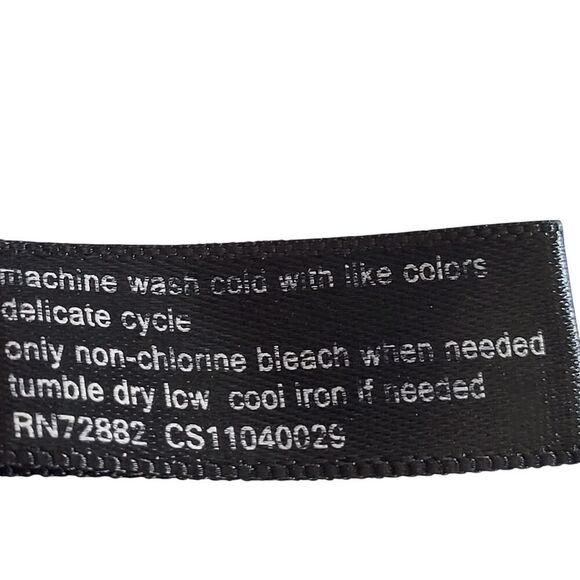 machine wash cold with like colors
delicate cycle
only non-chlorine bleach when needed
tumble dry low cool iron if needed
RN72882 CS11040029